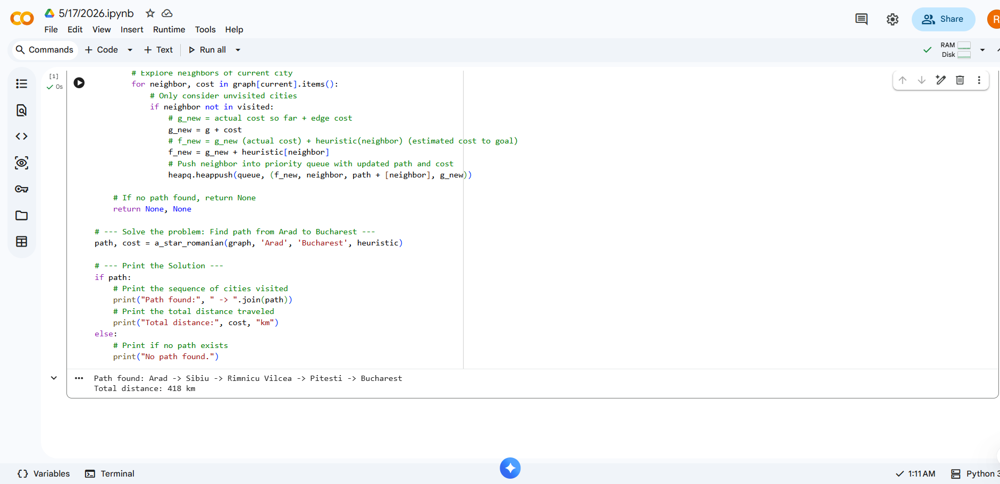 5/17/2026.ipynb
File Edit View Insert Runtime Tools Help
Share
R
Commands + Code + Text Run all
RAM
Disk
[1]
0s
# Explore neighbors of current city
for neighbor, cost in graph[current].items():
# Only consider unvisited cities
if neighbor not in visited:
# g_new = actual cost so far + edge cost
g_new = g + cost
# f_new = g_new (actual cost) + heuristic(neighbor) (estimated cost to goal)
f_new = g_new + heuristic[neighbor]
# Push neighbor into priority queue with updated path and cost
heapq.heappush(queue, (f_new, neighbor, path + [neighbor], g_new))
# If no path found, return None
return None, None
# --- Solve the problem: Find path from Arad to Bucharest ---
path, cost = a_star_romanian(graph, 'Arad', 'Bucharest', heuristic)
# --- Print the Solution ---
if path:
# Print the sequence of cities visited
print("Path found:", " -> ".join(path))
# Print the total distance traveled
print("Total distance:", cost, "km")
else:
# Print if no path exists
print("No path found.")
Path found: Arad -> Sibiu -> Rimnicu Vilcea -> Pitesti -> Bucharest
Total distance: 418 km
Variables Terminal
1:11 AM Python 3